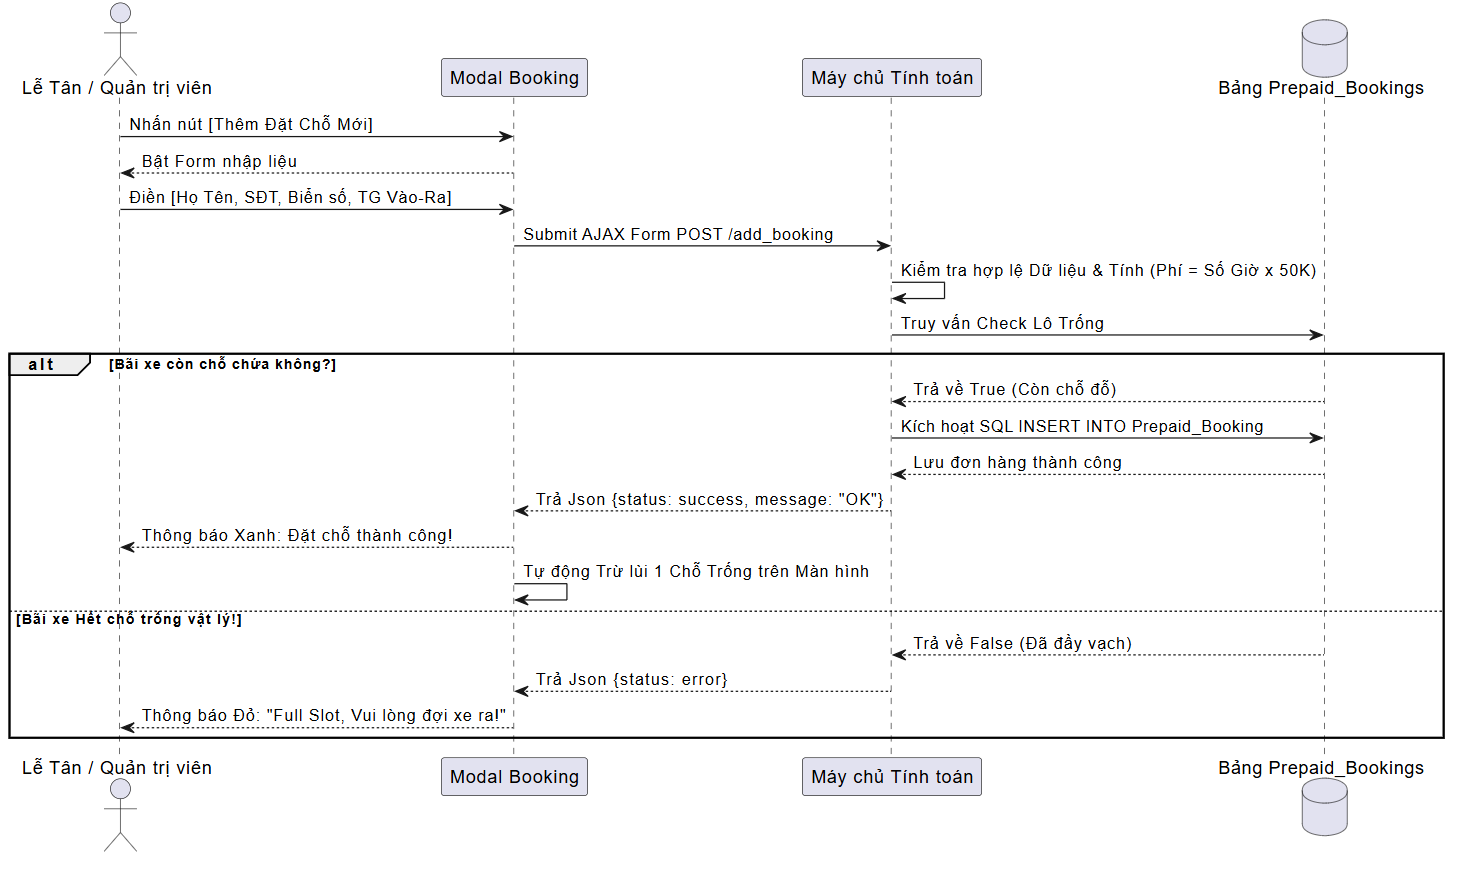 Lễ Tân / Quản trị viên
Modal Booking
Máy chủ Tính toán
Bảng Prepaid_Bookings
Nhấn nút [Thêm Đặt Chỗ Mới]
Bật Form nhập liệu
Điền [Họ Tên, SĐT, Biển số, TG Vào-Ra]
Submit AJAX Form POST /add_booking
Kiểm tra hợp lệ Dữ liệu & Tính (Phí = Số Giờ x 50K)
Truy vấn Check Lô Trống
alt
[Bãi xe còn chỗ chứa không?]
Trả về True (Còn chỗ đỗ)
Kích hoạt SQL INSERT INTO Prepaid_Booking
Lưu đơn hàng thành công
Trả Json {status: success, message: "OK"}
Thông báo Xanh: Đặt chỗ thành công!
Tự động Trừ lùi 1 Chỗ Trống trên Màn hình
[Bãi xe Hết chỗ trống vật lý!]
Trả về False (Đã đầy vạch)
Trả Json {status: error}
Thông báo Đỏ: "Full Slot, Vui lòng đợi xe ra!"
Lễ Tân / Quản trị viên
Modal Booking
Máy chủ Tính toán
Bảng Prepaid_Bookings